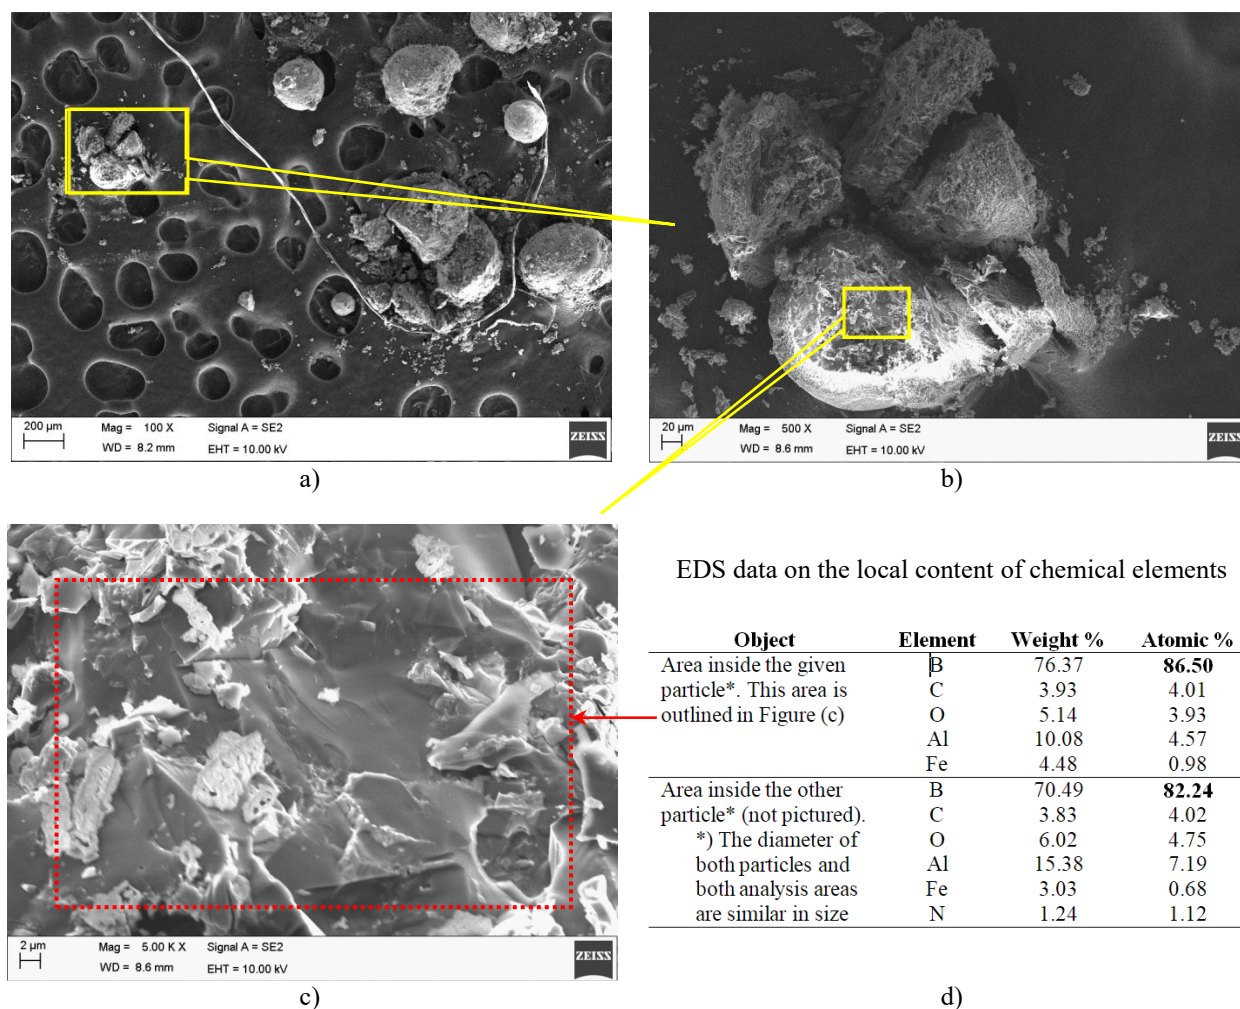 200 µm
Mag = 100 X Signal A = SE2
WD = 8.2 mm EHT = 10.00 kV
ZEISS
a)
20 µm
Mag = 500 X Signal A = SE2
WD = 8.6 mm EHT = 10.00 kV
ZEISS
b)
2 µm
Mag = 5.00 K X Signal A = SE2
WD = 8.6 mm EHT = 10.00 kV
ZEISS
c)
EDS data on the local content of chemical elements
Object Element Weight % Atomic %
Area inside the given B 76.37 86.50
particle*. This area is C 3.93 4.01
outlined in Figure (c) O 5.14 3.93
Al 10.08 4.57
Fe 4.48 0.98
Area inside the other B 70.49 82.24
particle* (not pictured). C 3.83 4.02
*) The diameter of O 6.02 4.75
both particles and Al 15.38 7.19
both analysis areas Fe 3.03 0.68
are similar in size N 1.24 1.12
d)